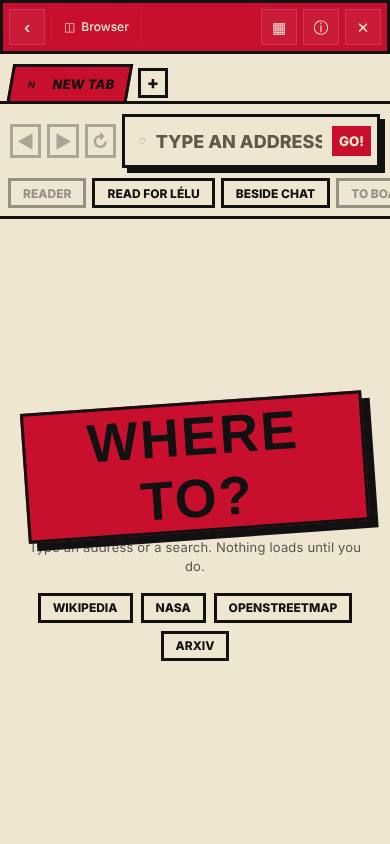 Browser
N NEW TAB +
TYPE AN ADDRESS GO!
READER READ FOR LÉLU BESIDE CHAT TO BOA
WHERE
TO?
Type an address or a search. Nothing loads until you
do.
WIKIPEDIA NASA OPENSTREETMAP
ARXIV